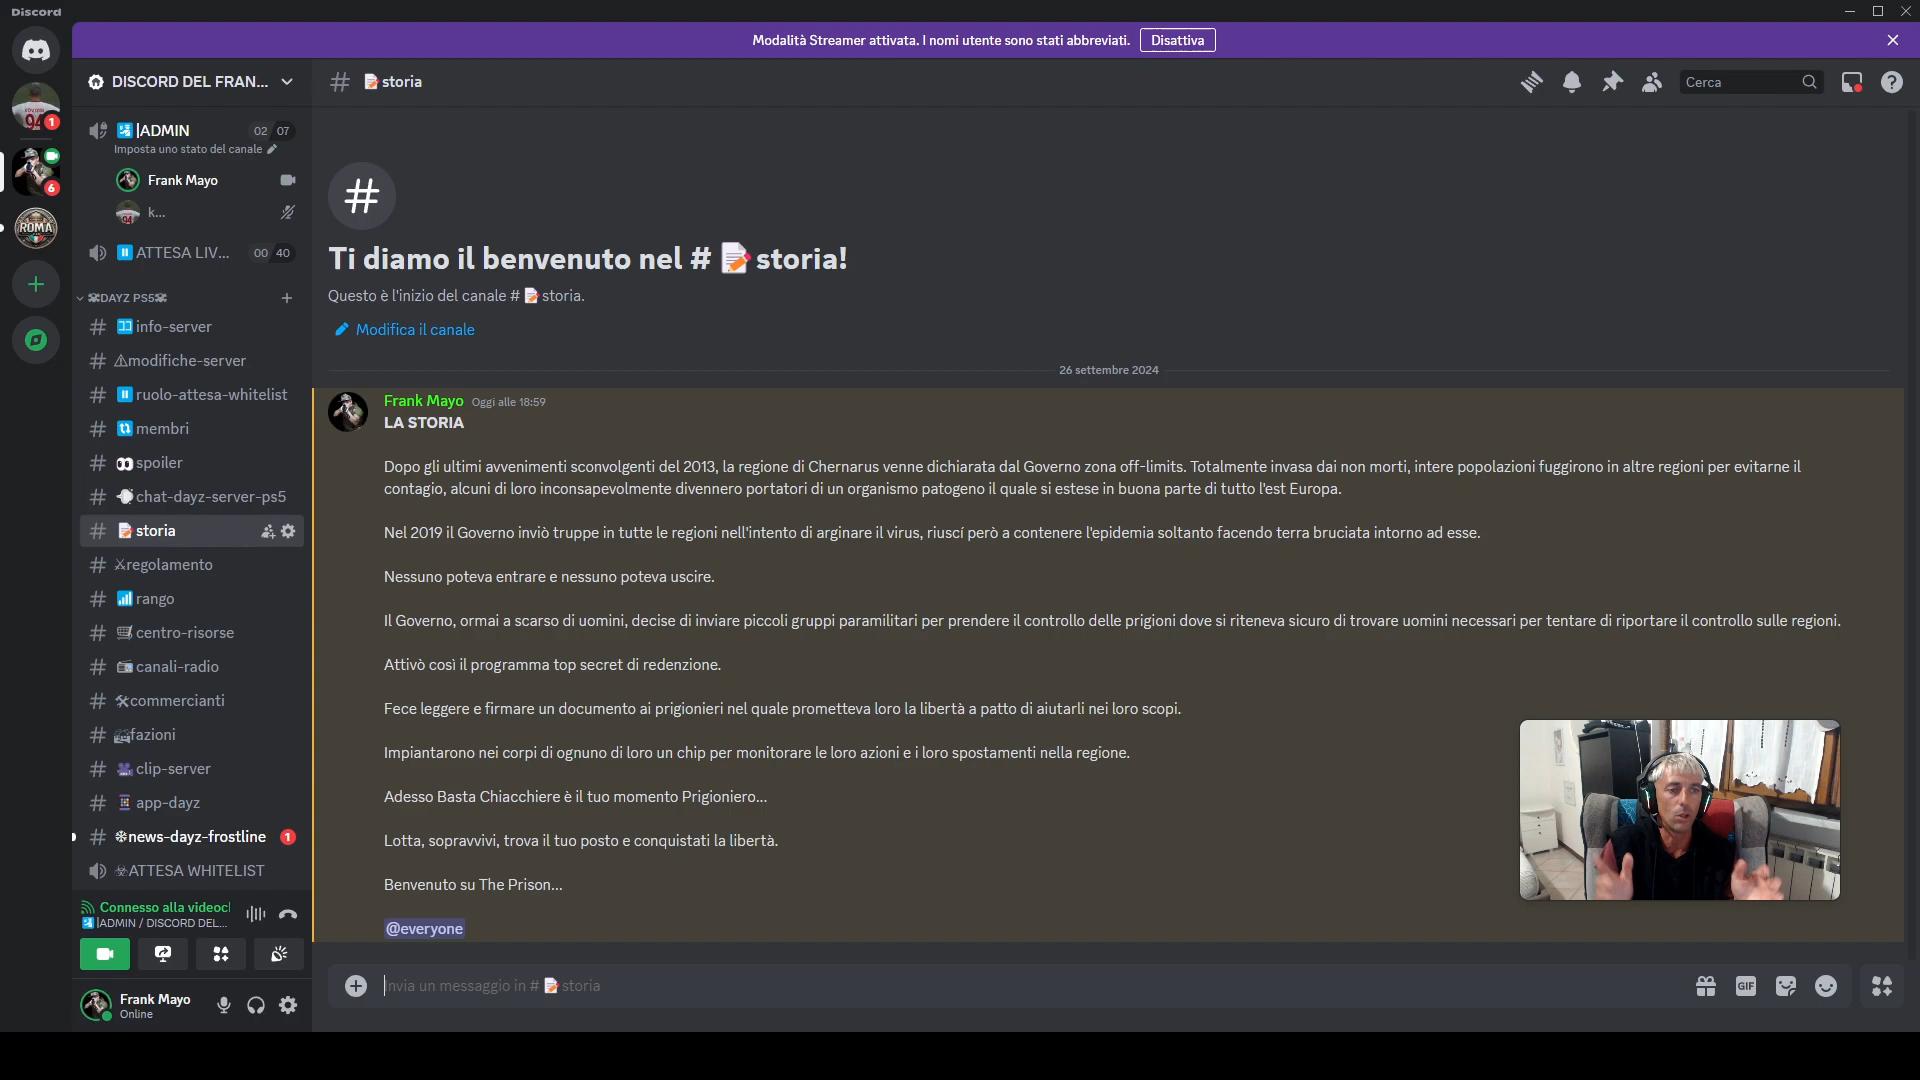 Discord
Modalità Streamer attivata. I nomi utente sono stati abbreviati. Disattiva
DISCORD DEL FRAN...
storia
Cerca
|ADMIN 02 07
Imposta uno stato del canale
Frank Mayo
k...
ATTESA LIV... 00 40
DAYZ PS5
info-server
modifiche-server
ruolo-attesa-whitelist
membri
spoiler
chat-dayz-server-ps5
storia
regolamento
rango
centro-risorse
canali-radio
commercianti
fazioni
clip-server
app-dayz
news-dayz-frostline 1
ATTESA WHITELIST
Connesso alla videoc
|ADMIN / DISCORD DEL...
Frank Mayo
Online
1
6
ROMA
Ti diamo il benvenuto nel # storia!
Questo è l'inizio del canale # storia.
Modifica il canale
26 settembre 2024
Frank Mayo Oggi alle 18:59
LA STORIA
Dopo gli ultimi avvenimenti sconvolgenti del 2013, la regione di Chernarus venne dichiarata dal Governo zona off-limits. Totalmente invasa dai non morti, intere popolazioni fuggirono in altre regioni per evitarne il
contagio, alcuni di loro inconsapevolmente divennero portatori di un organismo patogeno il quale si estese in buona parte di tutto l'est Europa.
Nel 2019 il Governo inviò truppe in tutte le regioni nell'intento di arginare il virus, riuscí però a contenere l'epidemia soltanto facendo terra bruciata intorno ad esse.
Nessuno poteva entrare e nessuno poteva uscire.
Il Governo, ormai a scarso di uomini, decise di inviare piccoli gruppi paramilitari per prendere il controllo delle prigioni dove si riteneva sicuro di trovare uomini necessari per tentare di riportare il controllo sulle regioni.
Attivò così il programma top secret di redenzione.
Fece leggere e firmare un documento ai prigionieri nel quale prometteva loro la libertà a patto di aiutarli nei loro scopi.
Impiantarono nei corpi di ognuno di loro un chip per monitorare le loro azioni e i loro spostamenti nella regione.
Adesso Basta Chiacchiere è il tuo momento Prigioniero...
Lotta, sopravvivi, trova il tuo posto e conquistati la libertà.
Benvenuto su The Prison...
@everyone
Invia un messaggio in # storia
GIF